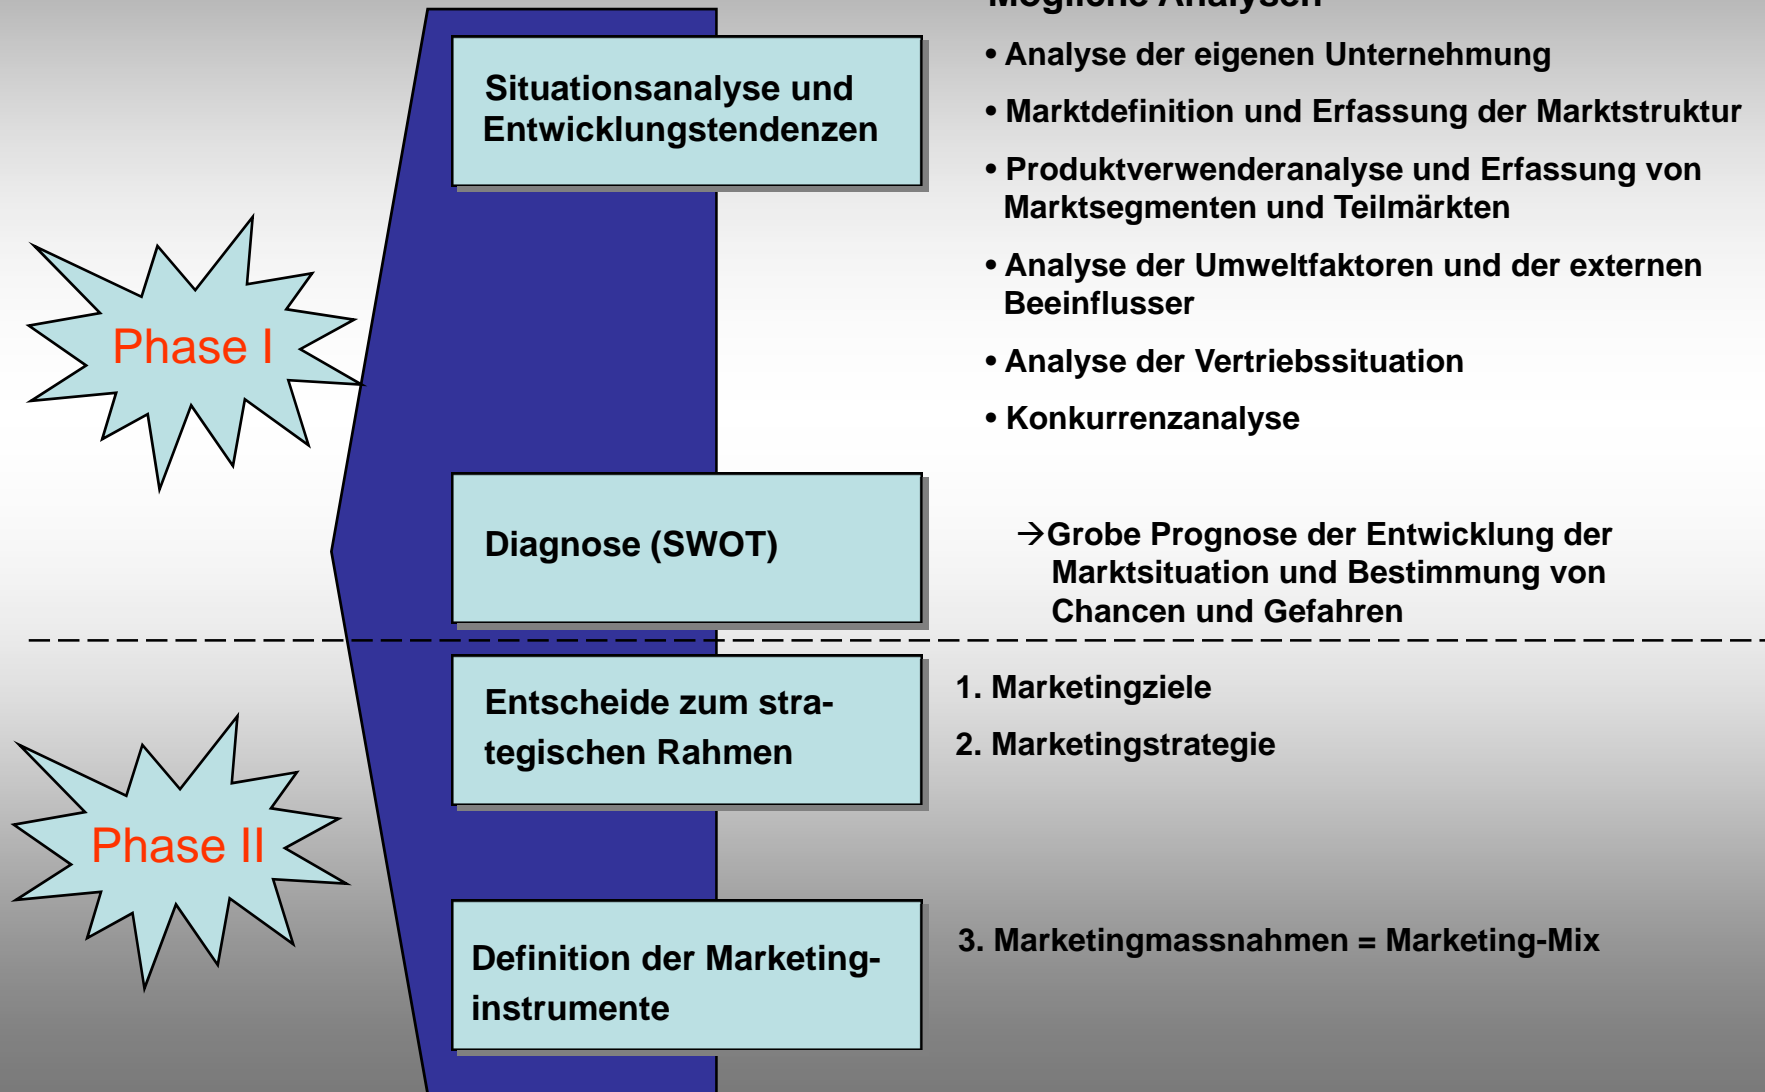 Mögliche Analysen
Situationsanalyse und
Entwicklungstendenzen
• Analyse der eigenen Unternehmung
• Marktdefinition und Erfassung der Marktstruktur
• Produktverwenderanalyse und Erfassung von
Marktsegmenten und Teilmärkten
• Analyse der Umweltfaktoren und der externen
Beeinflusser
• Analyse der Vertriebssituation
• Konkurrenzanalyse
Phase I
Diagnose (SWOT)
→Grobe Prognose der Entwicklung der
Marktsituation und Bestimmung von
Chancen und Gefahren
Phase II
Entscheide zum stra-
tegischen Rahmen
1. Marketingziele
2. Marketingstrategie
Definition der Marketing-
instrumente
3. Marketingmassnahmen = Marketing-Mix